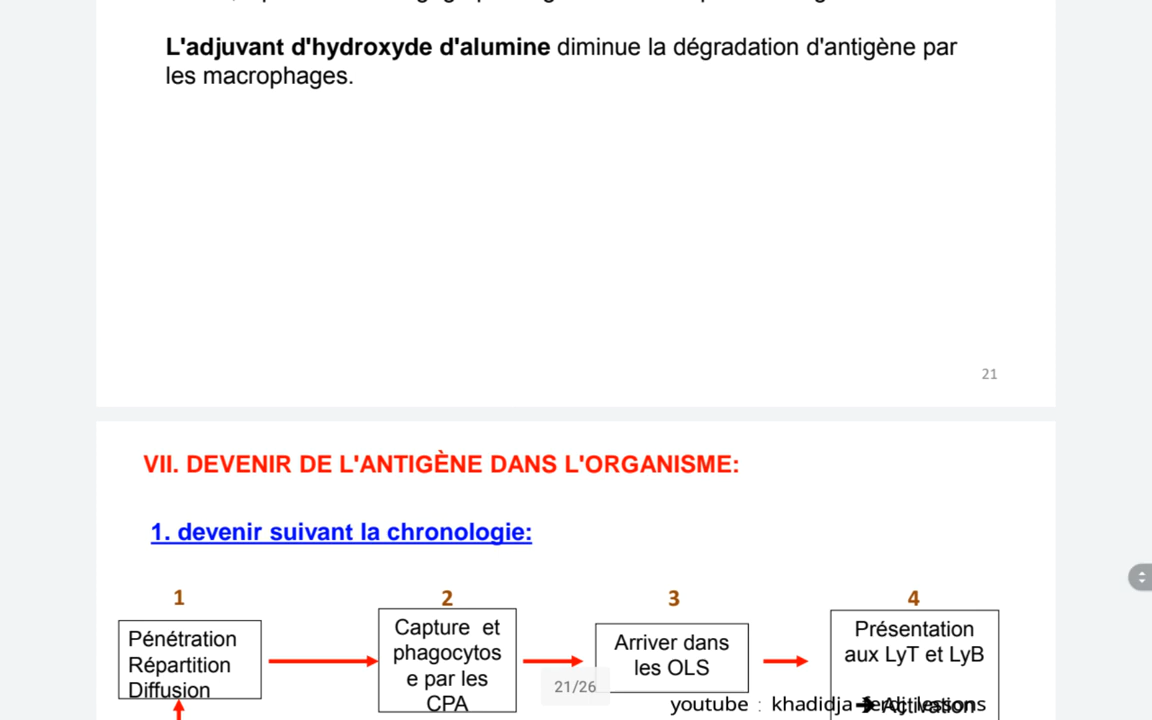 L'adjuvant d'hydroxyde d'alumine diminue la dégradation d'antigène par
les macrophages.
21
VII. DEVENIR DE L'ANTIGÈNE DANS L'ORGANISME:
1. devenir suivant la chronologie:
1
2
3
4
Pénétration
Répartition
Diffusion
Capture et
phagocytos
e par les
CPA
Arriver dans
les OLS
Présentation
aux LyT et LyB
Activation
21/26
youtube : khadidja lessons